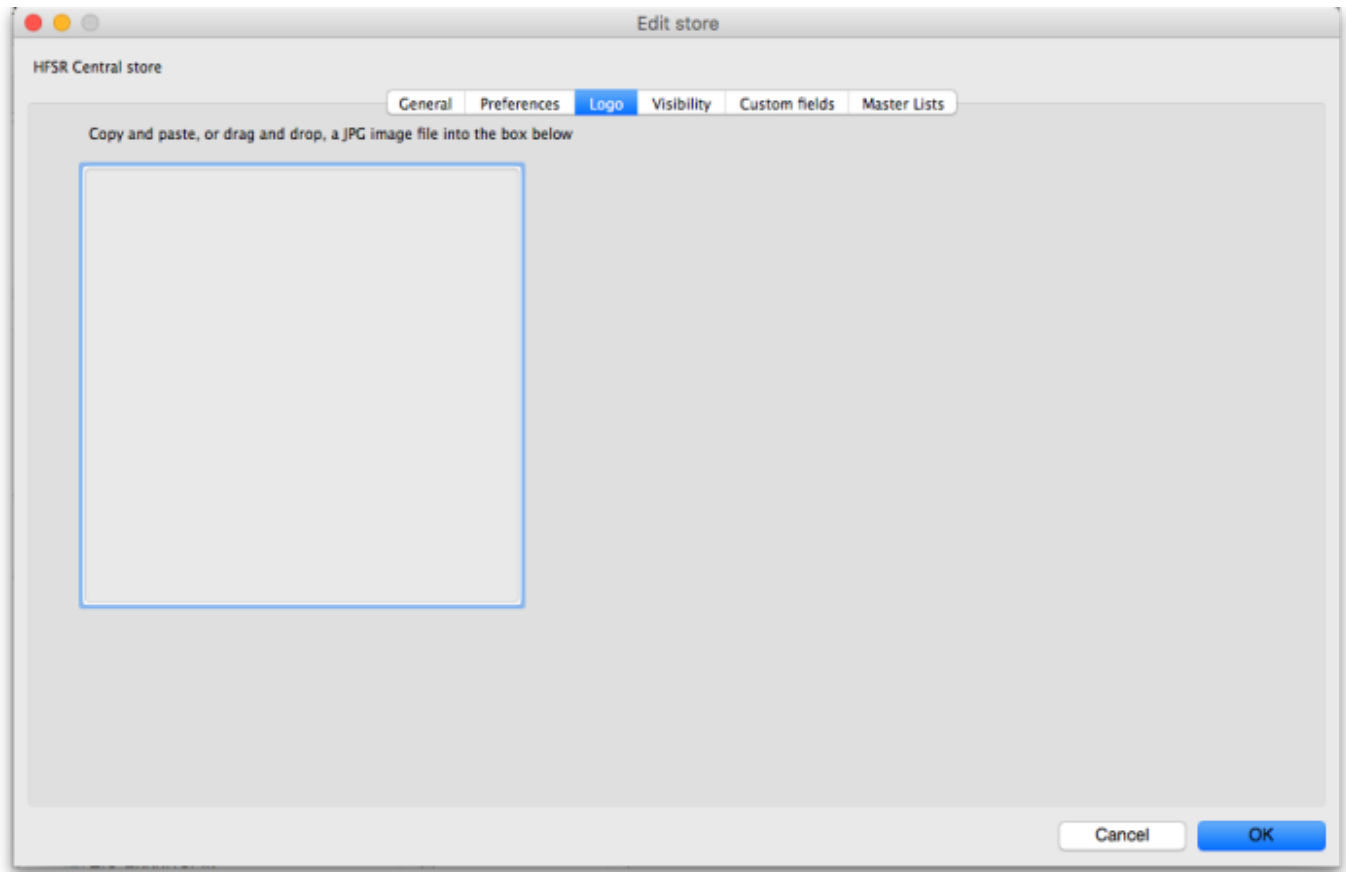 Edit store
HFSR Central store
General Preferences Logo Visibility Custom fields Master Lists
Copy and paste, or drag and drop, a JPG image file into the box below
Cancel OK